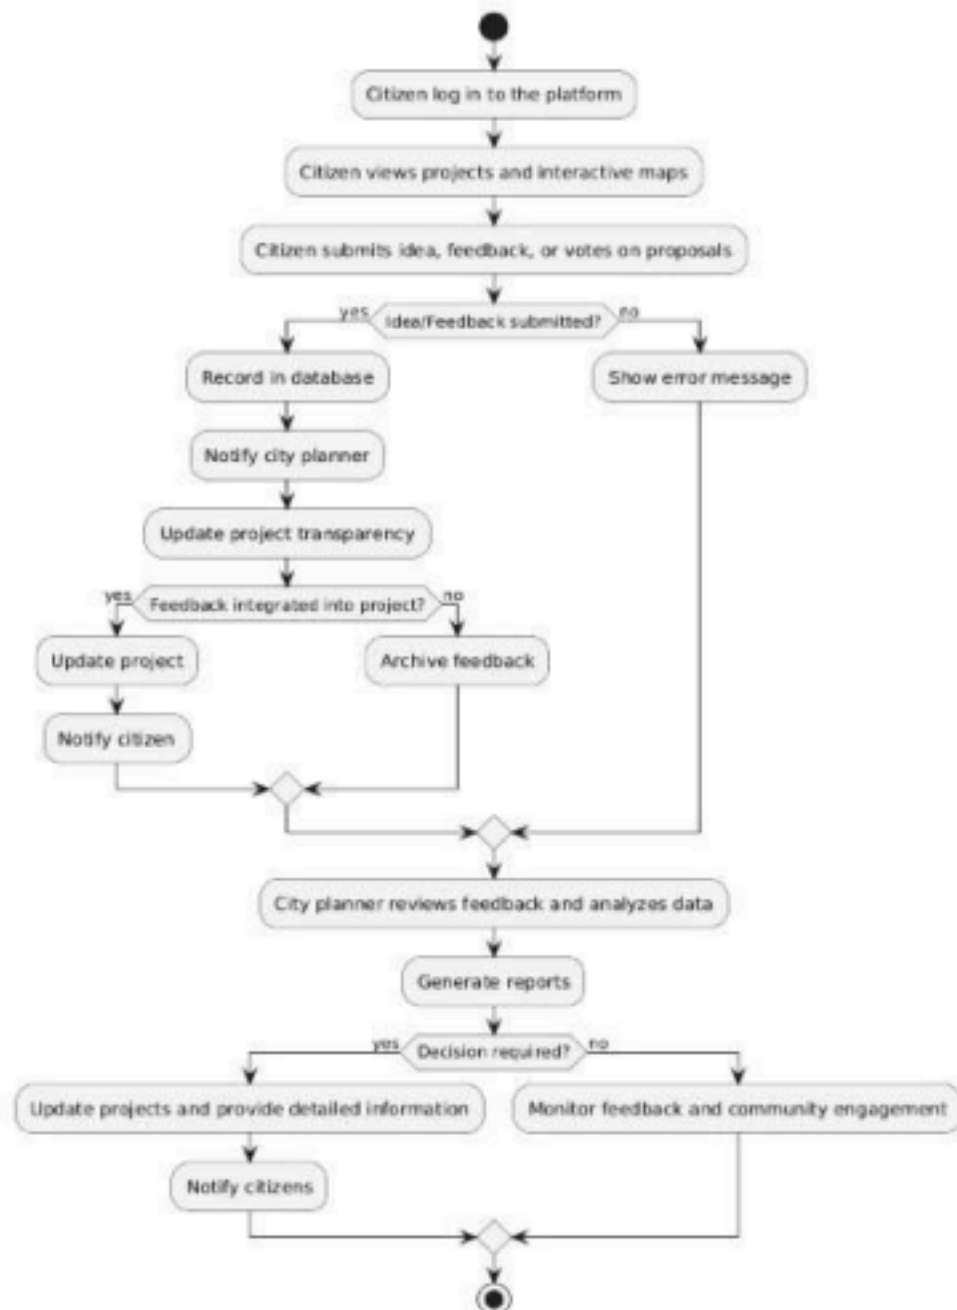 Citizen log in to the platform
Citizen views projects and interactive maps
Citizen submits idea, feedback, or votes on proposals
yes
Idea/Feedback submitted?
no
Record in database
Show error message
Notify city planner
Update project transparency
yes
Feedback integrated into project?
no
Update project
Archive feedback
Notify citizen
City planner reviews feedback and analyzes data
Generate reports
yes
Decision required?
no
Update projects and provide detailed information
Monitor feedback and community engagement
Notify citizens